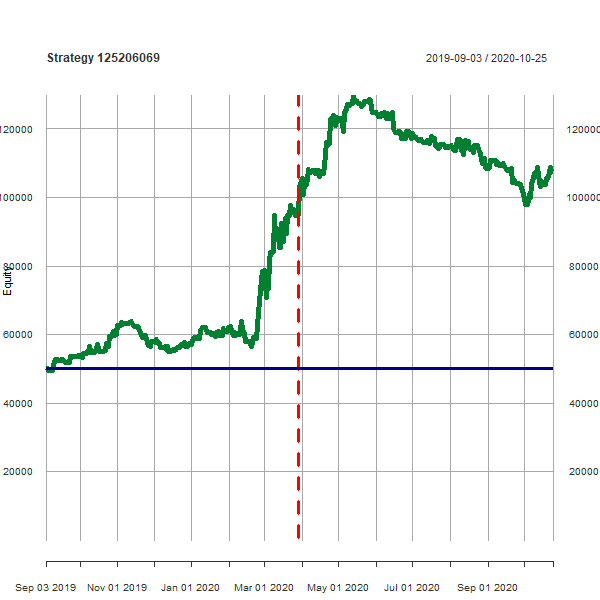 Strategy 125206069
2019-09-03 / 2020-10-25
120000
120000
100000
100000
80000
80000
Equity
60000
60000
40000
40000
20000
20000
Sep 03 2019
Nov 01 2019
Jan 01 2020
Mar 01 2020
May 01 2020
Jul 01 2020
Sep 01 2020